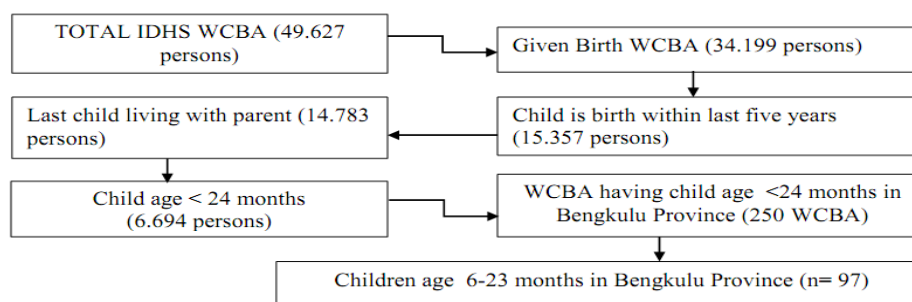 TOTAL IDHS WCBA (49.627
persons)
Given Birth WCBA (34.199 persons)
Child is birth within last five years
(15.357 persons)
Last child living with parent (14.783
persons)
Child age < 24 months
(6.694 persons)
WCBA having child age <24 months in
Bengkulu Province (250 WCBA)
Children age 6-23 months in Bengkulu Province (n= 97)